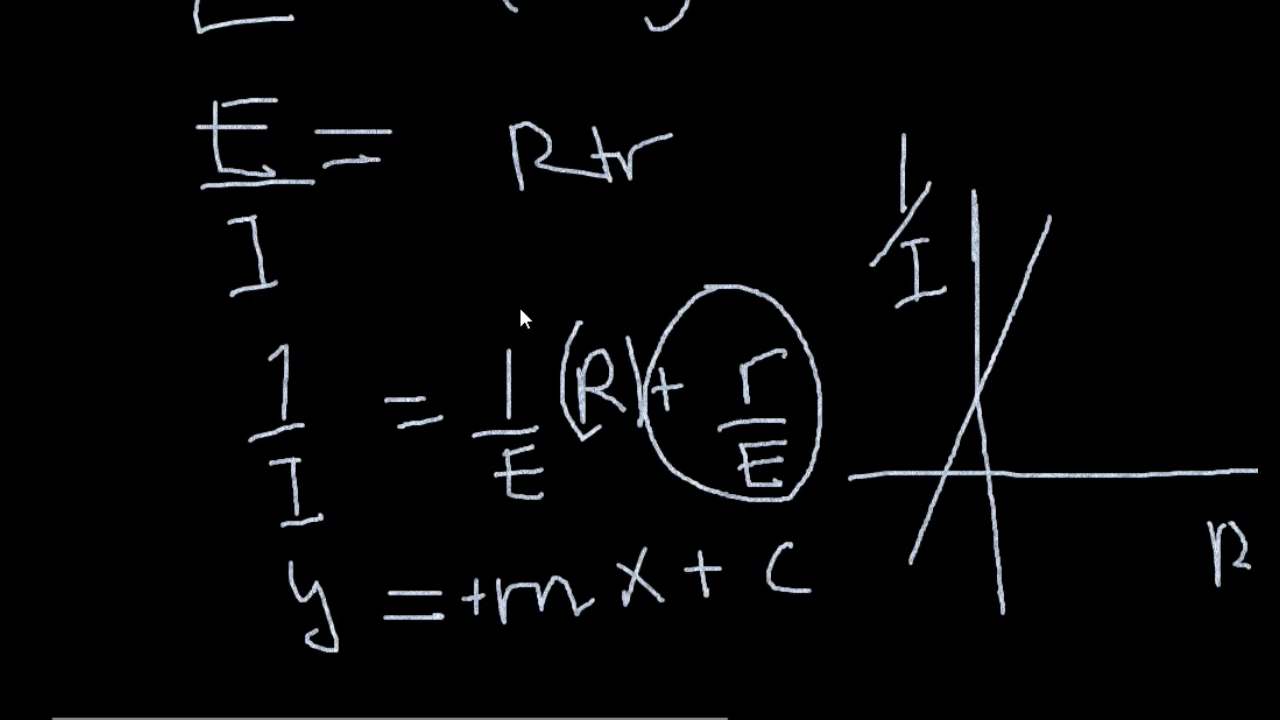 E/I = R+r
1/I = 1/E (R) + r/E
y = +mx + c
1/I
R